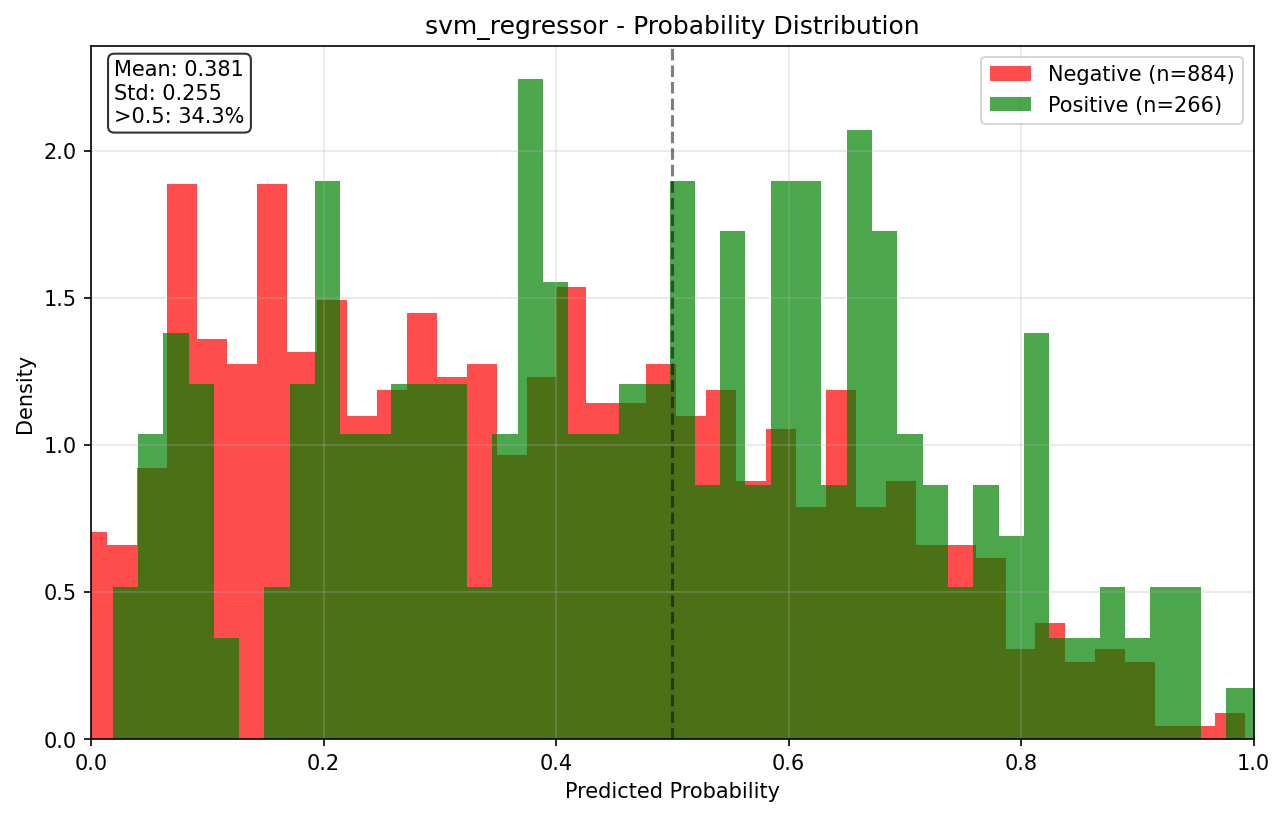 svm_regressor - Probability Distribution
Mean: 0.381
Std: 0.255
>0.5: 34.3%
Negative (n=884)
Positive (n=266)
Density
2.0
1.5
1.0
0.5
0.0
0.0 0.2 0.4 0.6 0.8 1.0
Predicted Probability